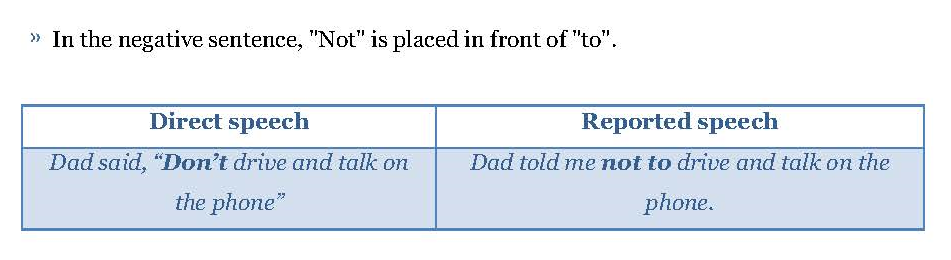 » In the negative sentence, "Not" is placed in front of "to".
Direct speech
Reported speech
Dad said, “Don’t drive and talk on
the phone”
Dad told me not to drive and talk on the
phone.